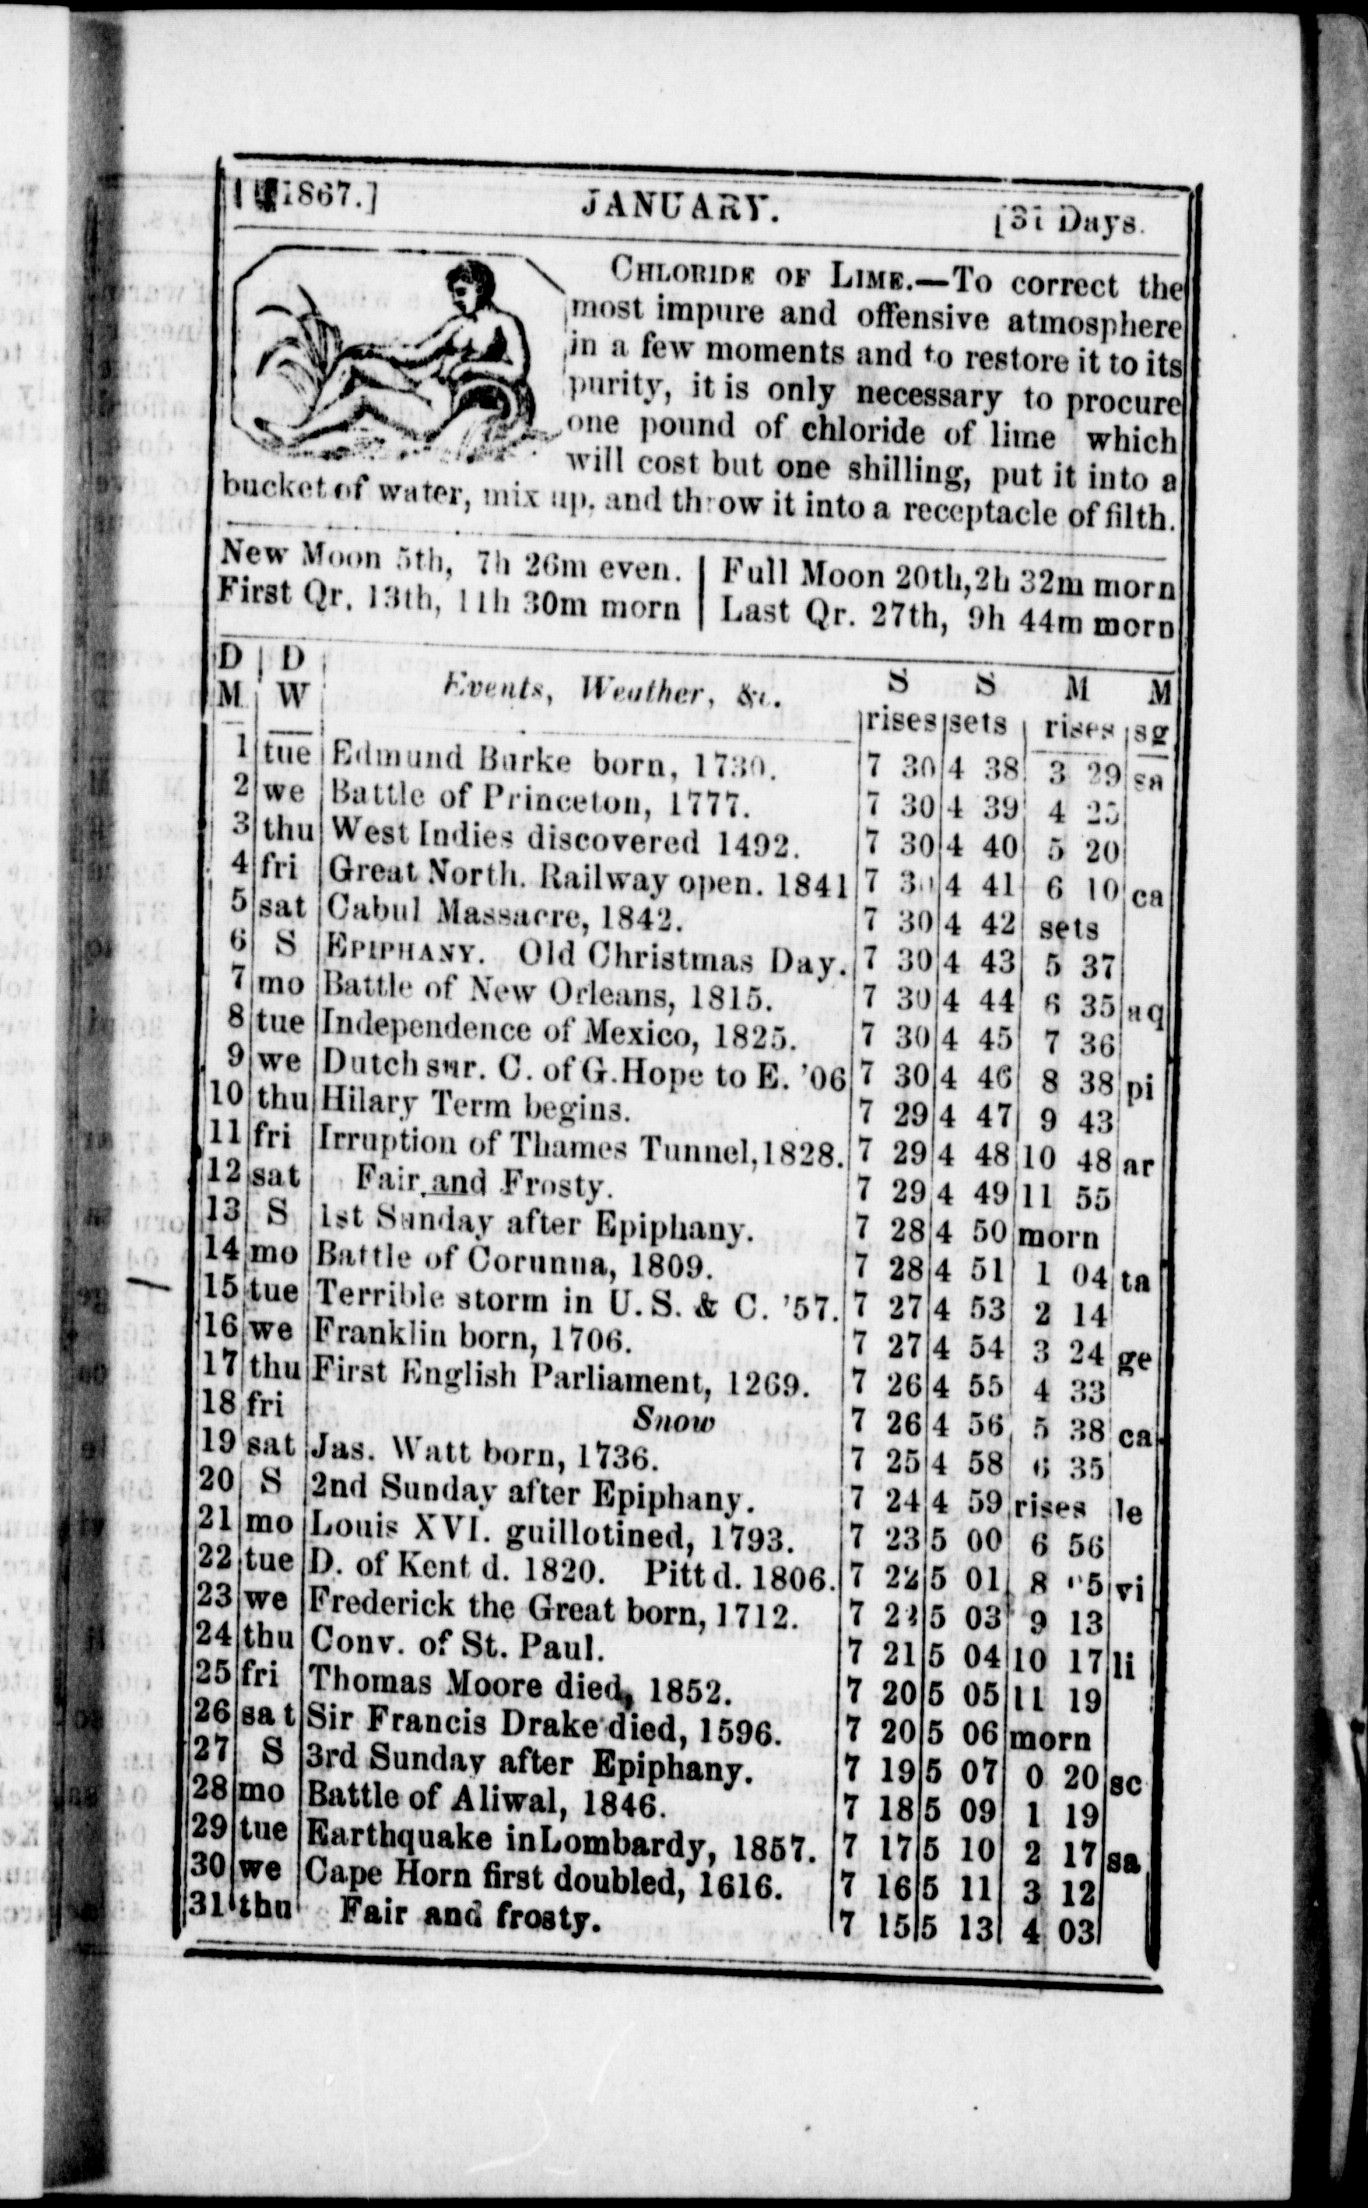 1867.] JANUARY. [31 Days.
CHLORIDE OF LIME.—To correct the
most impure and offensive atmosphere
in a few moments and to restore it to its
purity, it is only necessary to procure
one pound of chloride of lime which
will cost but one shilling, put it into a
bucket of water, mix up, and throw it into a receptacle of filth.
New Moon 5th, 7h 26m even. | Full Moon 20th, 2h 32m morn
First Qr. 13th, 11h 30m morn | Last Qr. 27th, 9h 44m morn
D D S S M M
M W Events, Weather, &c. rises sets rises sg
1 tue Edmund Burke born, 1730. 7 30 4 38 3 29 sa
2 we Battle of Princeton, 1777. 7 30 4 39 4 25
3 thu West Indies discovered 1492. 7 30 4 40 5 20
4 fri Great North. Railway open. 1841 7 30 4 41 6 10 ca
5 sat Cabul Massacre, 1842. 7 30 4 42 sets
6 S EPIPHANY. Old Christmas Day. 7 30 4 43 5 37
7 mo Battle of New Orleans, 1815. 7 30 4 44 6 35 aq
8 tue Independence of Mexico, 1825. 7 30 4 45 7 36
9 we Dutch sur. C. of G. Hope to E. '06 7 30 4 46 8 38 pi
10 thu Hilary Term begins. 7 29 4 47 9 43
11 fri Irruption of Thames Tunnel, 1828. 7 29 4 48 10 48 ar
12 sat Fair and Frosty. 7 29 4 49 11 55
13 S 1st Sunday after Epiphany. 7 28 4 50 morn
14 mo Battle of Corunna, 1809. 7 28 4 51 1 04 ta
15 tue Terrible storm in U. S. & C. '57. 7 27 4 53 2 14
16 we Franklin born, 1706. 7 27 4 54 3 24 ge
17 thu First English Parliament, 1269. 7 26 4 55 4 33
18 fri Snow 7 26 4 56 5 38 ca
19 sat Jas. Watt born, 1736. 7 25 4 58 6 35
20 S 2nd Sunday after Epiphany. 7 24 4 59 rises le
21 mo Louis XVI. guillotined, 1793. 7 23 5 00 6 56
22 tue D. of Kent d. 1820. Pitt d. 1806. 7 22 5 01 8 5 vi
23 we Frederick the Great born, 1712. 7 5 03 9 13
24 thu Conv. of St. Paul. 7 21 5 04 10 17 li
25 fri Thomas Moore died, 1852. 7 20 5 05 11 19
26 sat Sir Francis Drake died, 1596. 7 20 5 06 morn
27 S 3rd Sunday after Epiphany. 7 19 5 07 0 20 sc
28 mo Battle of Aliwal, 1846. 7 18 5 09 1 19
29 tue Earthquake in Lombardy, 1857. 7 17 5 10 2 17 sa
30 we Cape Horn first doubled, 1616. 7 16 5 11 3 12
31 thu Fair and frosty. 7 15 5 13 4 03